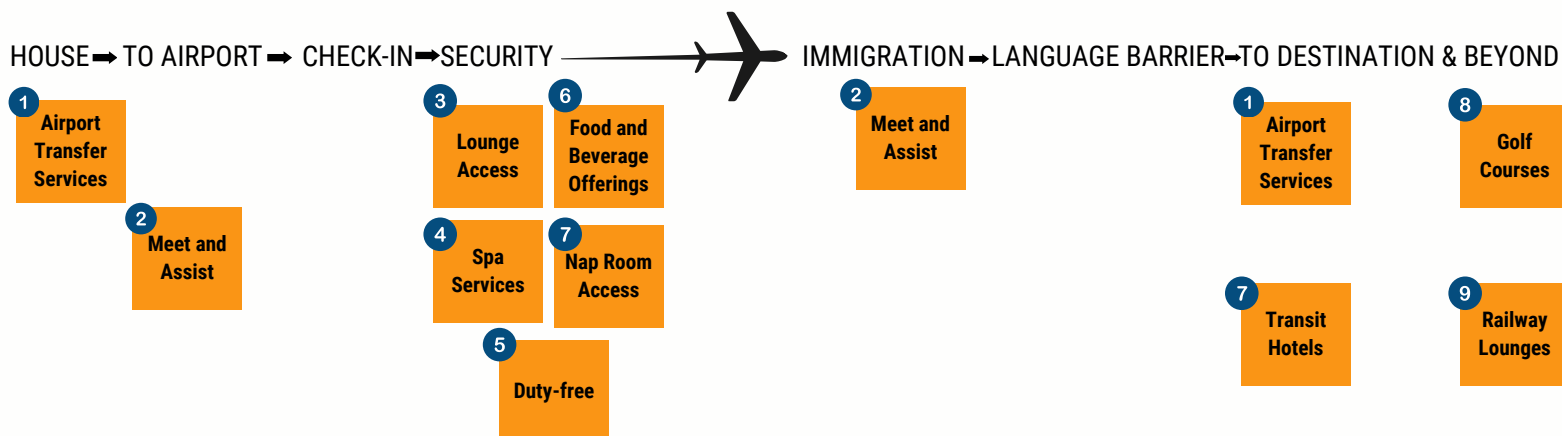 HOUSE ➡ TO AIRPORT ➡ CHECK-IN ➡ SECURITY
IMMIGRATION ➡ LANGUAGE BARRIER ➡ TO DESTINATION & BEYOND
1
Airport
Transfer
Services
2
Meet and
Assist
3
Lounge
Access
6
Food and
Beverage
Offerings
4
Spa
Services
7
Nap Room
Access
5
Duty-free
2
Meet and
Assist
1
Airport
Transfer
Services
8
Golf
Courses
7
Transit
Hotels
9
Railway
Lounges